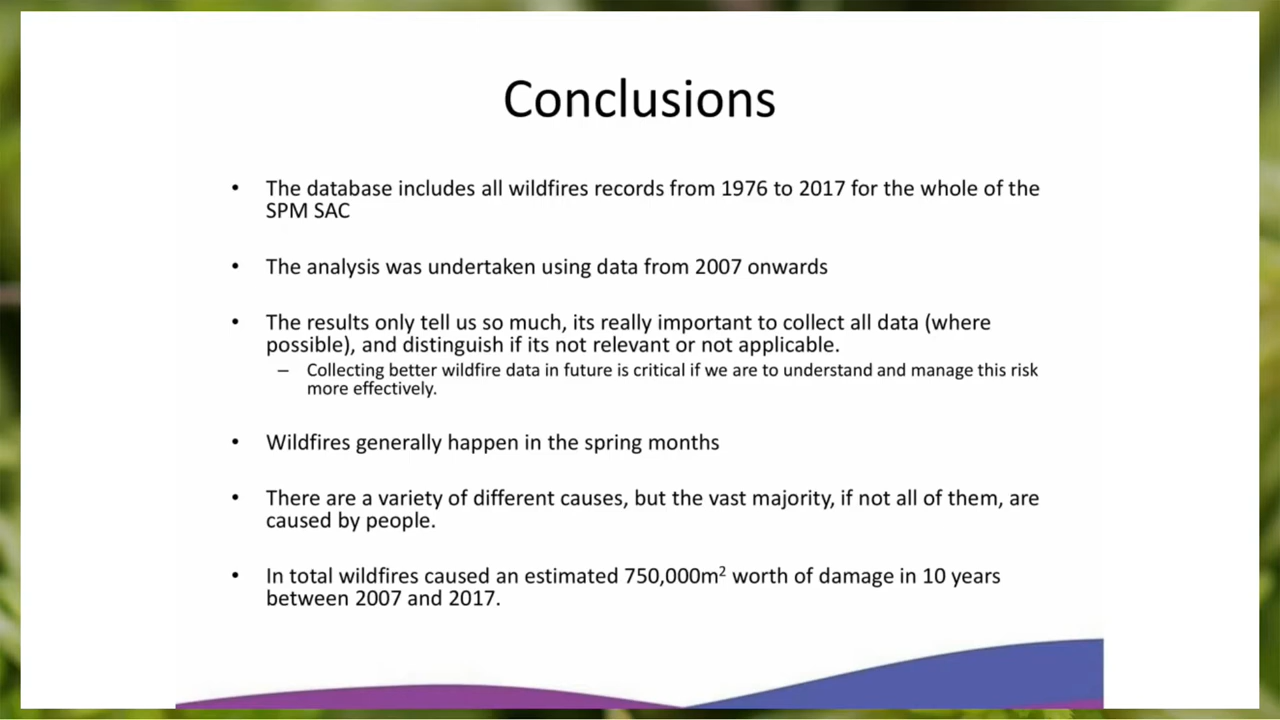 Conclusions
• The database includes all wildfires records from 1976 to 2017 for the whole of the
SPM SAC
• The analysis was undertaken using data from 2007 onwards
• The results only tell us so much, its really important to collect all data (where
possible), and distinguish if its not relevant or not applicable.
– Collecting better wildfire data in future is critical if we are to understand and manage this risk
more effectively.
• Wildfires generally happen in the spring months
• There are a variety of different causes, but the vast majority, if not all of them, are
caused by people.
• In total wildfires caused an estimated 750,000m² worth of damage in 10 years
between 2007 and 2017.